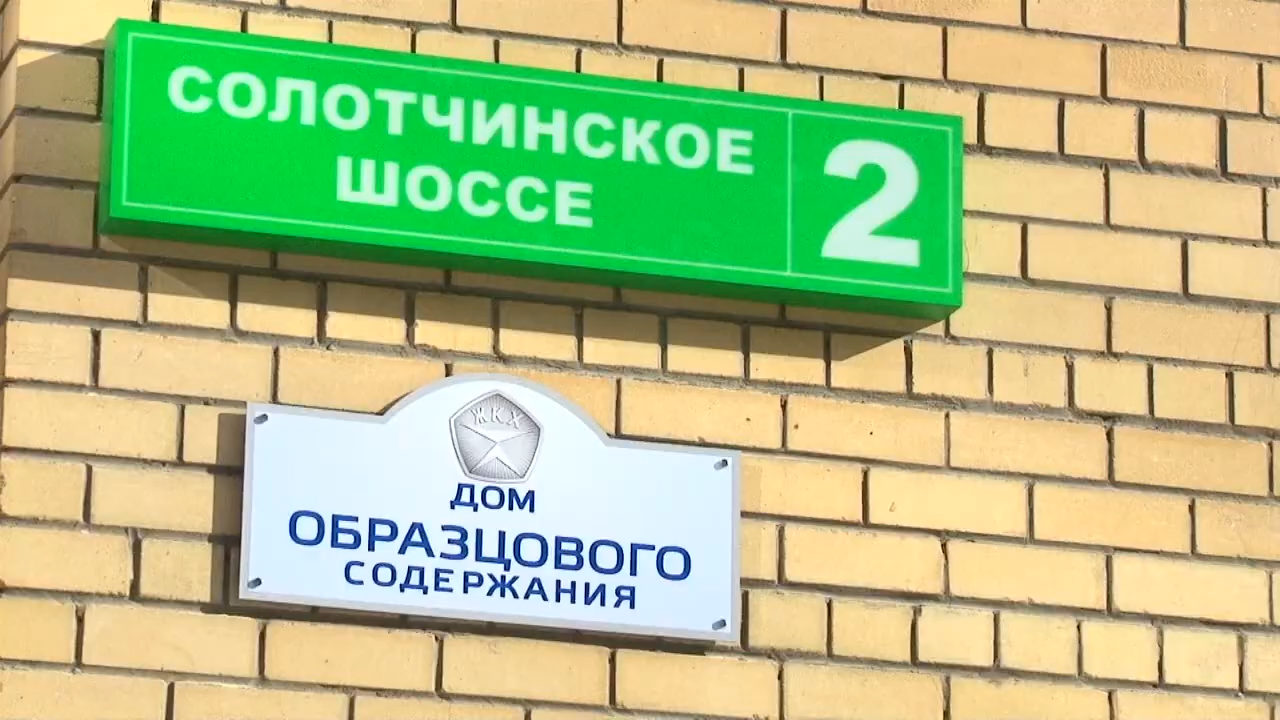 СОЛОТЧИНСКОЕ
ШОССЕ
2
ЖКХ
ДОМ
ОБРАЗЦОВОГО
СОДЕРЖАНИЯ